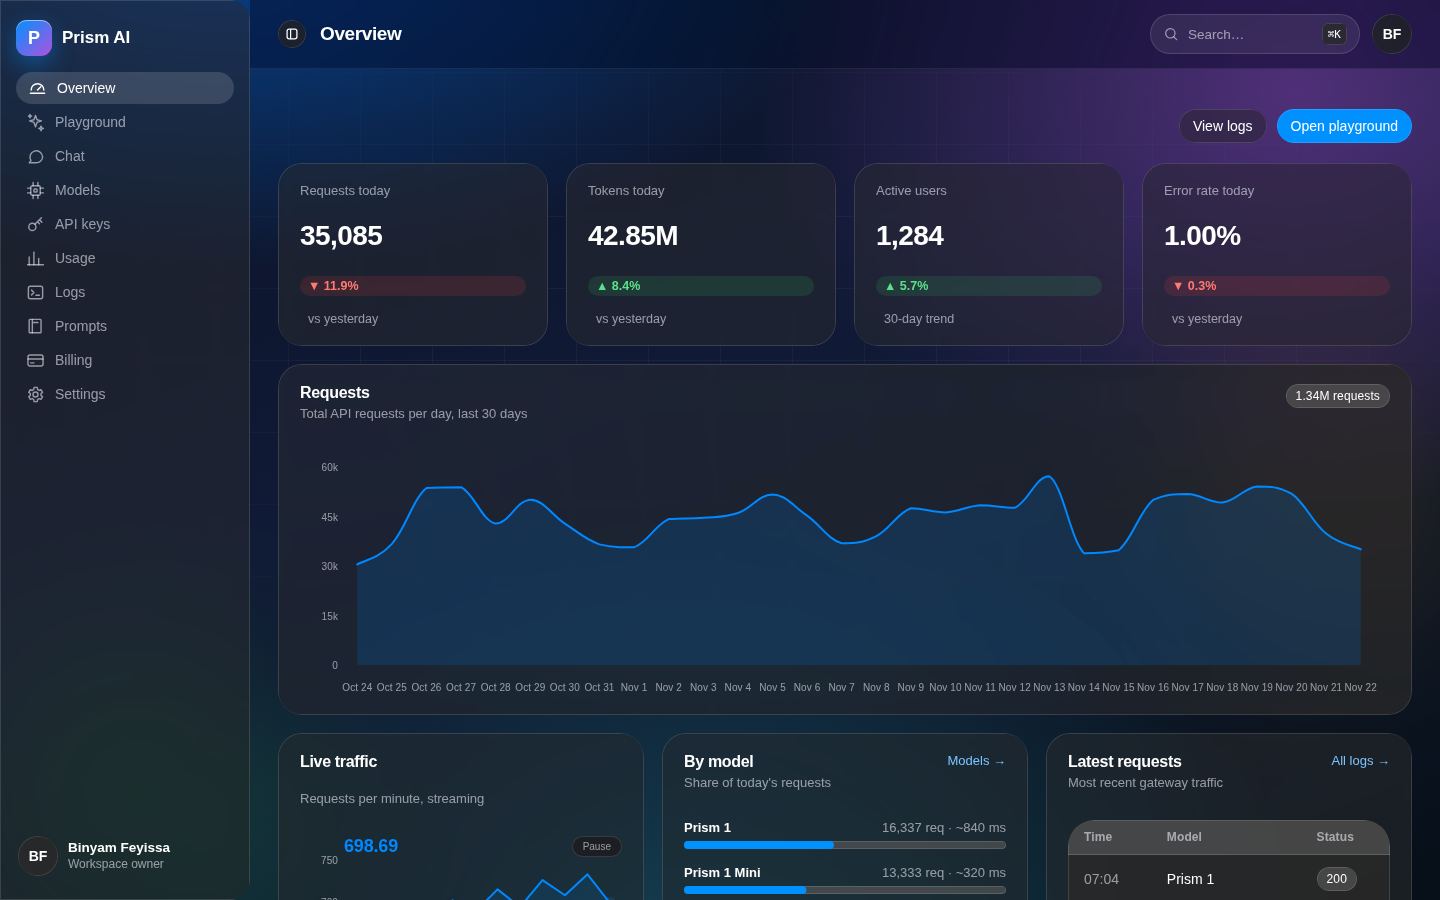 P Prism AI
Overview
Playground
Chat
Models
API keys
Usage
Logs
Prompts
Billing
Settings
BF Binyam Feyissa
Workspace owner
Overview
Search… ⌘K BF
View logs Open playground
Requests today
35,085
▼ 11.9%
vs yesterday
Tokens today
42.85M
▲ 8.4%
vs yesterday
Active users
1,284
▲ 5.7%
30-day trend
Error rate today
1.00%
▼ 0.3%
vs yesterday
Requests 1.34M requests
Total API requests per day, last 30 days
60k
45k
30k
15k
0
Oct 24 Oct 25 Oct 26 Oct 27 Oct 28 Oct 29 Oct 30 Oct 31 Nov 1 Nov 2 Nov 3 Nov 4 Nov 5 Nov 6 Nov 7 Nov 8 Nov 9 Nov 10 Nov 11 Nov 12 Nov 13 Nov 14 Nov 15 Nov 16 Nov 17 Nov 18 Nov 19 Nov 20 Nov 21 Nov 22
Live traffic
Requests per minute, streaming
698.69 Pause
750
By model Models →
Share of today's requests
Prism 1 16,337 req · ~840 ms
Prism 1 Mini 13,333 req · ~320 ms
Latest requests All logs →
Most recent gateway traffic
Time Model Status
07:04 Prism 1 200